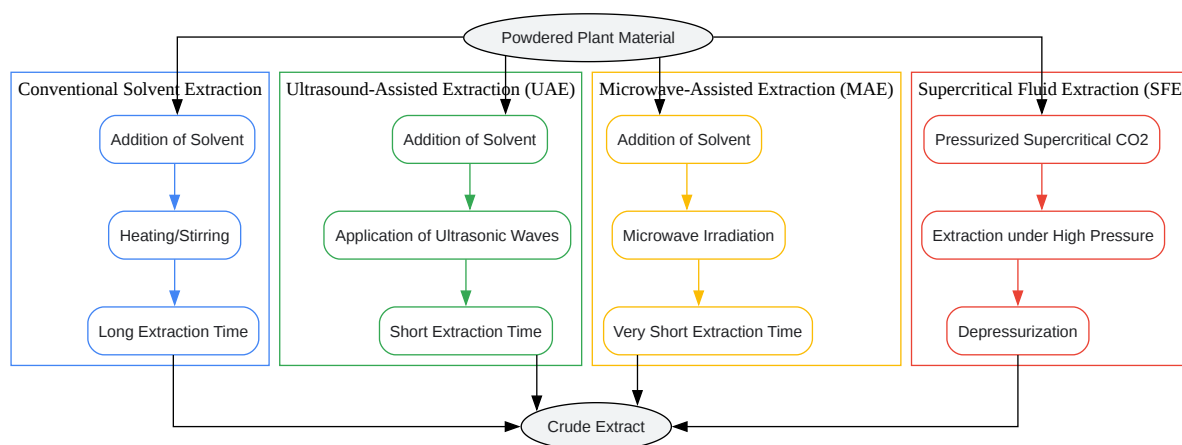 Powdered Plant Material
Conventional Solvent Extraction
Ultrasound-Assisted Extraction (UAE)
Microwave-Assisted Extraction (MAE)
Supercritical Fluid Extraction (SFE
Addition of Solvent
Addition of Solvent
Addition of Solvent
Pressurized Supercritical CO2
Heating/Stirring
Application of Ultrasonic Waves
Microwave Irradiation
Extraction under High Pressure
Long Extraction Time
Short Extraction Time
Very Short Extraction Time
Depressurization
Crude Extract